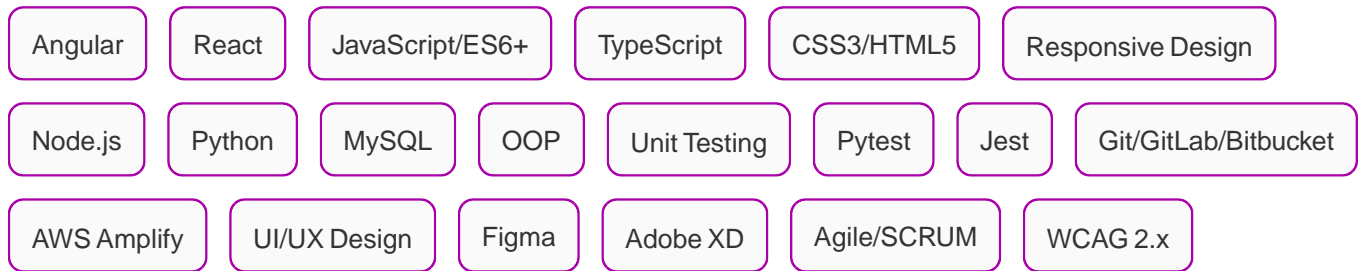 Angular React JavaScript/ES6+ TypeScript CSS3/HTML5 Responsive Design
Node.js Python MySQL OOP Unit Testing Pytest Jest Git/GitLab/Bitbucket
AWS Amplify UI/UX Design Figma Adobe XD Agile/SCRUM WCAG 2.x